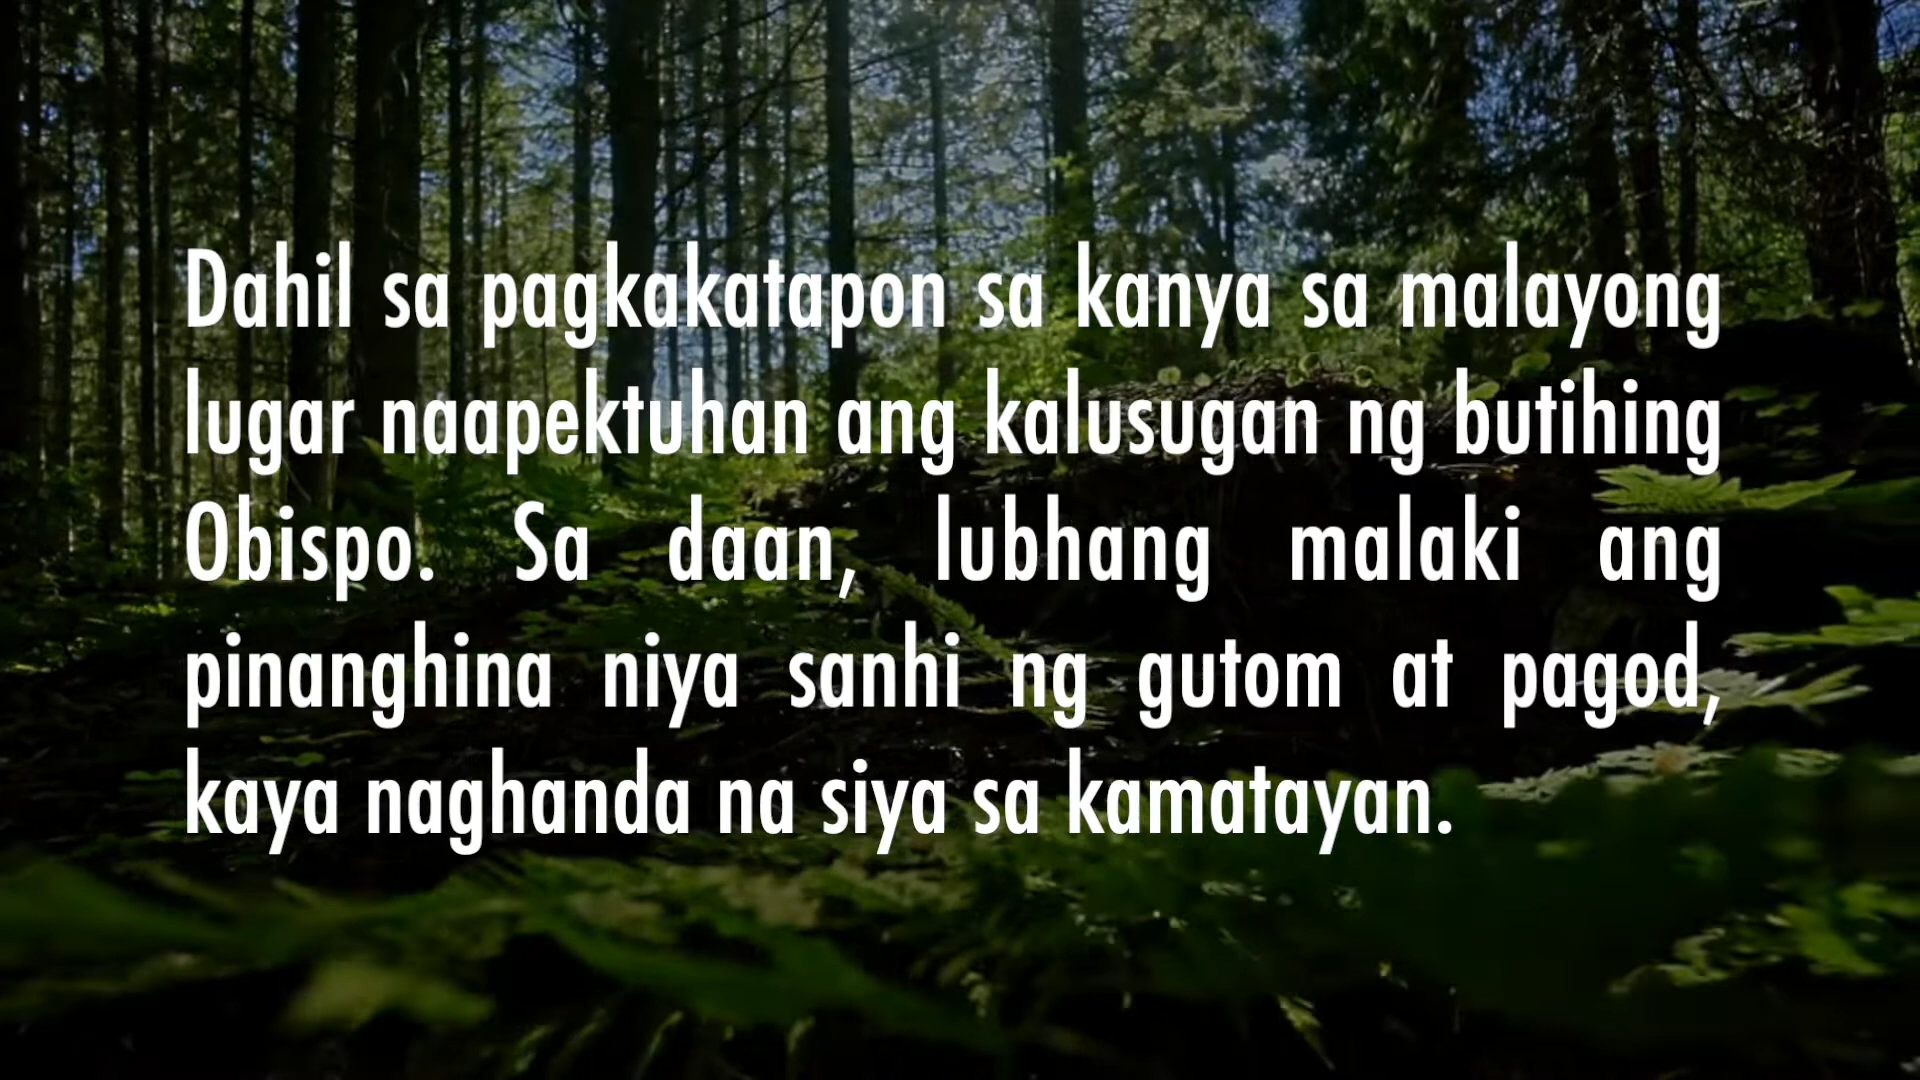 Dahil sa pagkakatapon sa kanya sa malayong
lugar naapektuhan ang kalusugan ng butihing
Obispo. Sa daan, lubhang malaki ang
pinanghina niya sanhi ng gutom at pagod,
kaya naghanda na siya sa kamatayan.